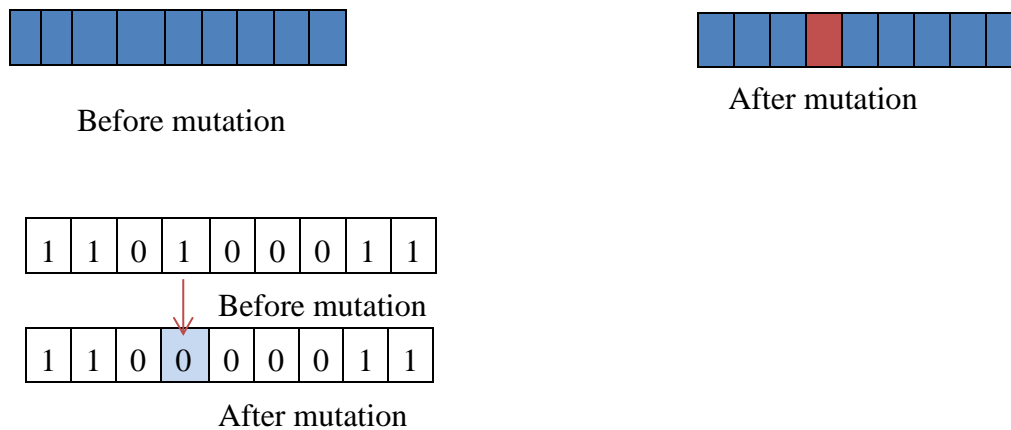 Before mutation
After mutation
1 1 0 1 0 0 0 1 1
Before mutation
1 1 0 0 0 0 0 1 1
After mutation